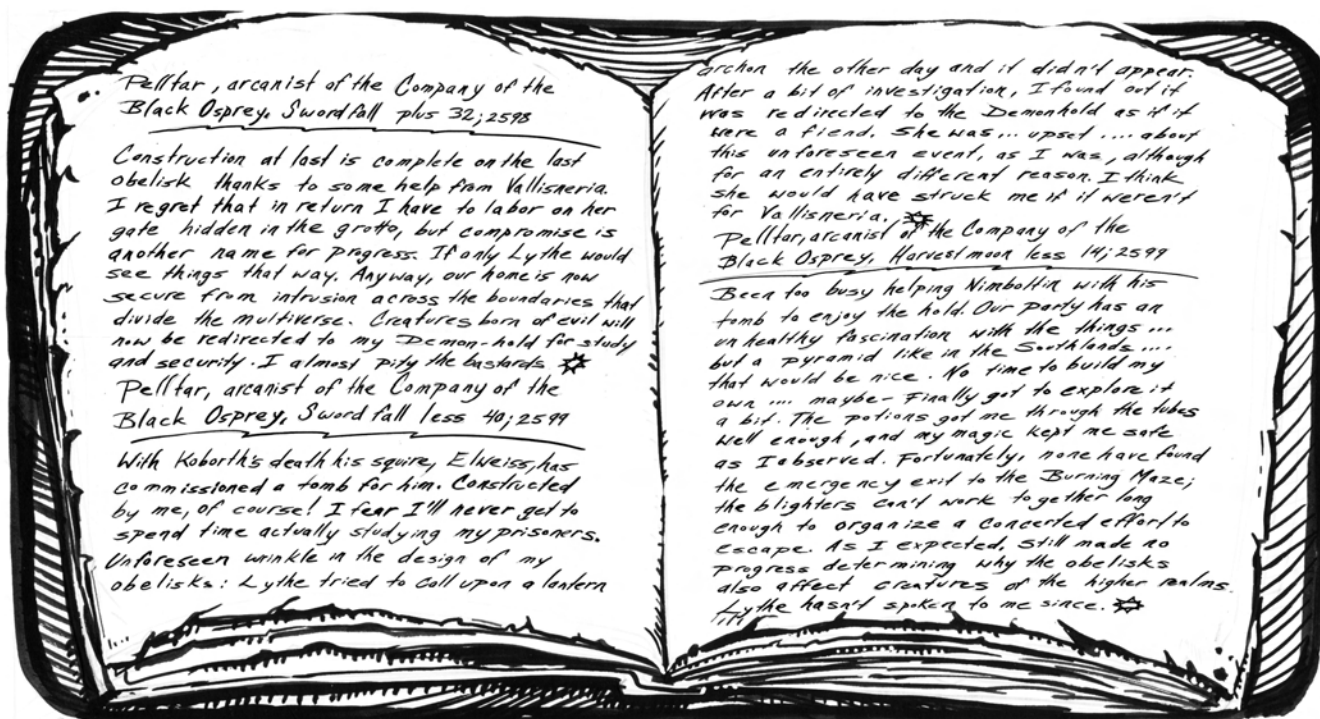 Pelltar, arcanist of the Company of the
Black Osprey, Swordfall plus 32; 2598
Construction at last is complete on the last
obelisk thanks to some help from Vallisneria.
I regret that in return I have to labor on her
gate hidden in the grotto, but compromise is
another name for progress. If only Lythe would
see things that way. Anyway, our home is now
secure from intrusion across the boundaries that
divide the multiverse. Creatures born of evil will
now be redirected to my Demon-hold for study
and security. I almost pity the bastards
Pelltar, arcanist of the Company of the
Black Osprey, Swordfall less 40; 2599
With Koborth's death his squire, Elweiss, has
commissioned a tomb for him. Constructed
by me, of course! I fear I'll never get to
spend time actually studying my prisoners.
Unforeseen wrinkle in the design of my
obelisks: Lythe tried to call upon a lantern
archon the other day and it didn't appear.
After a bit of investigation, I found out it
was redirected to the Demonhold as if it
were a fiend. She was... upset .... about
this unforeseen event, as I was, although
for an entirely different reason. I think
she would have struck me if it weren't
for Vallisneria.
Pelltar, arcanist of the Company of the
Black Osprey, Harvestmoon less 14; 2599
Been too busy helping Nimboltin with his
tomb to enjoy the hold. Our party has an
unhealthy fascination with the things ...
but a pyramid like in the Southlands ....
that would be nice. No time to build my
own .... maybe- Finally got to explore it
a bit. The potions got me through the tubes
well enough, and my magic kept me safe
as I observed. Fortunately, none have found
the emergency exit to the Burning Maze;
the blighters can't work together long
enough to organize a concerted effort to
escape. As I expected. Still made no
progress determining why the obelisks
also affect creatures of the higher realms.
Lythe hasn't spoken to me since.